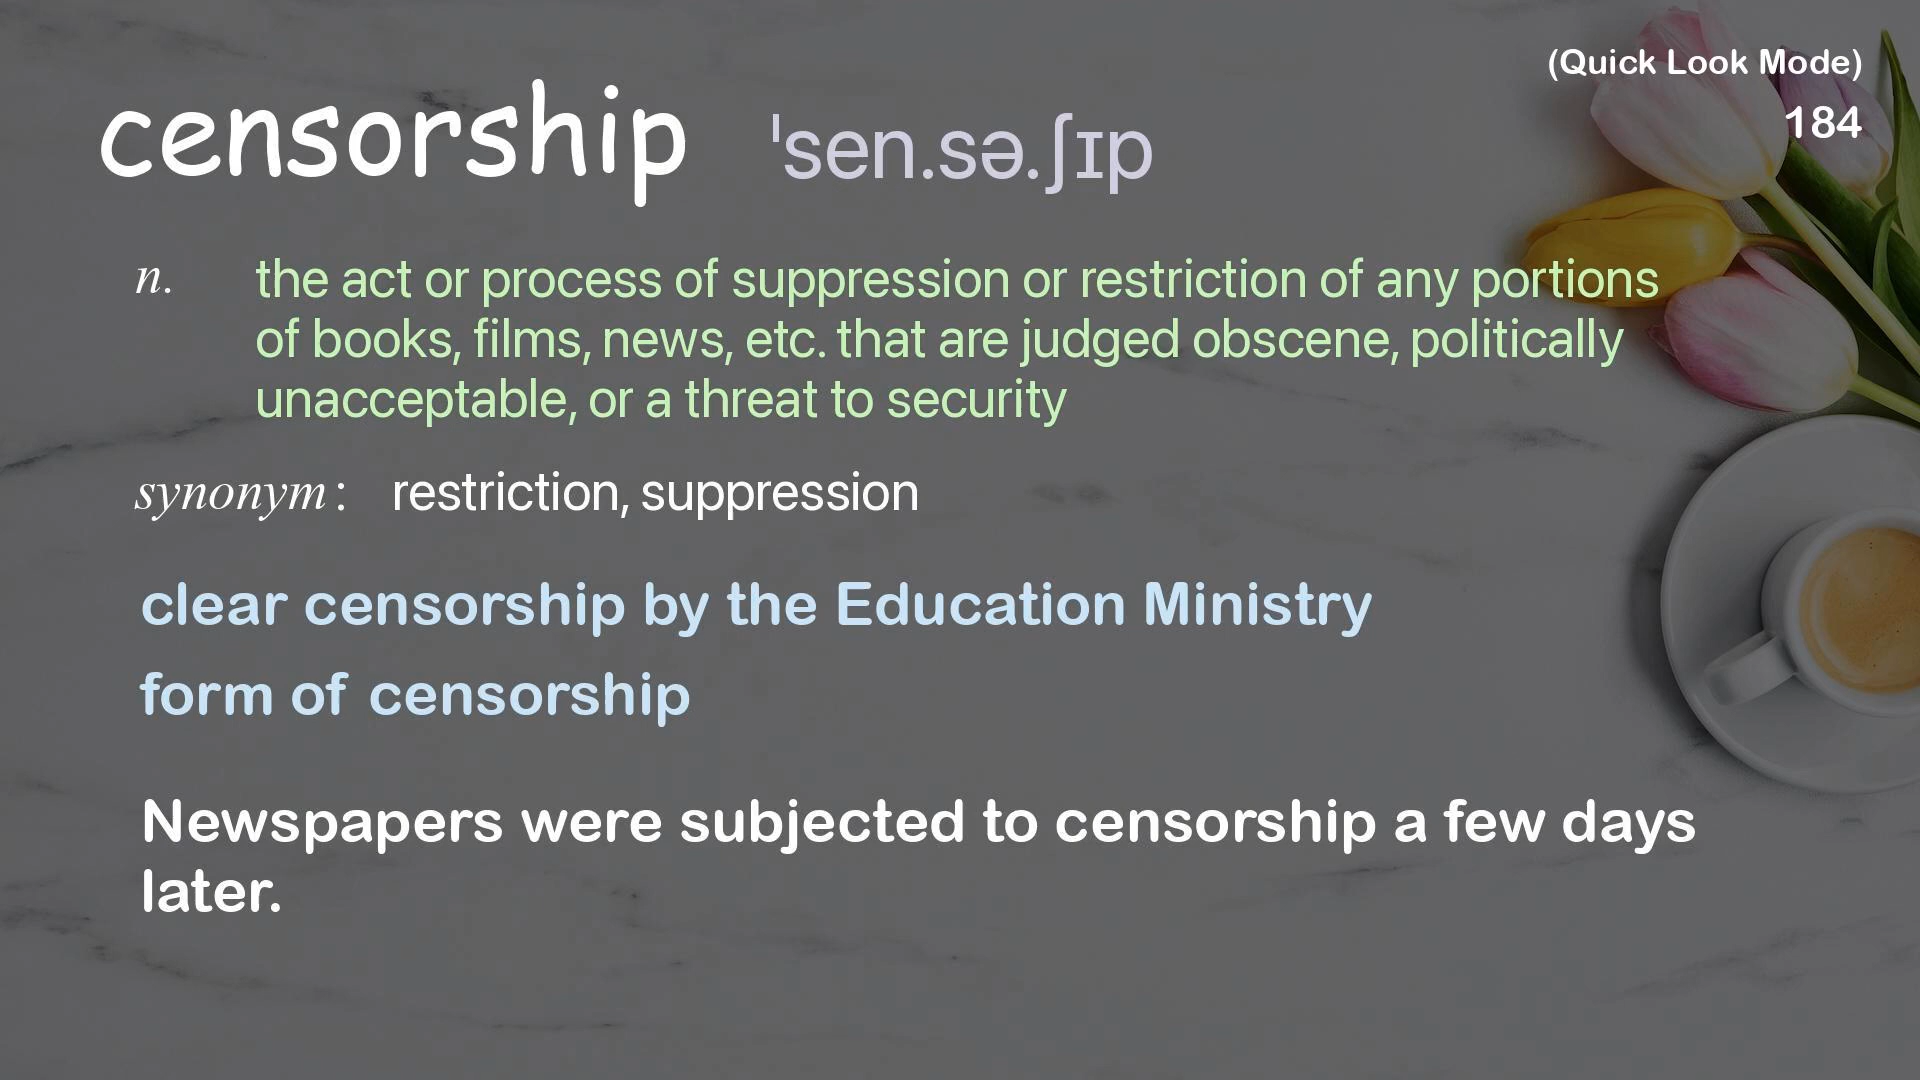 (Quick Look Mode)
184
censorship ˈsen.sə.ʃɪp
n. the act or process of suppression or restriction of any portions
of books, films, news, etc. that are judged obscene, politically
unacceptable, or a threat to security
synonym: restriction, suppression
clear censorship by the Education Ministry
form of censorship
Newspapers were subjected to censorship a few days
later.